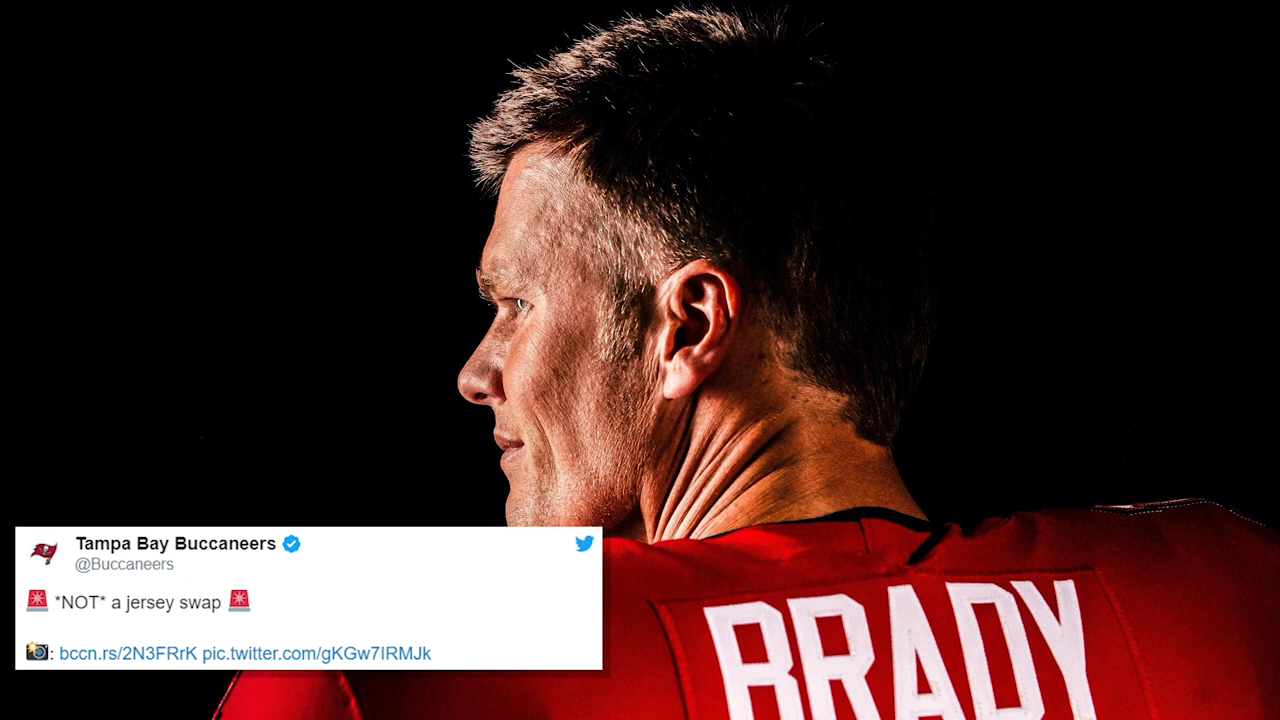 BRADY
Tampa Bay Buccaneers
@Buccaneers
🚨 *NOT* a jersey swap 🚨
📸: bccn.rs/2N3FRrK pic.twitter.com/gKGw7IRMJk